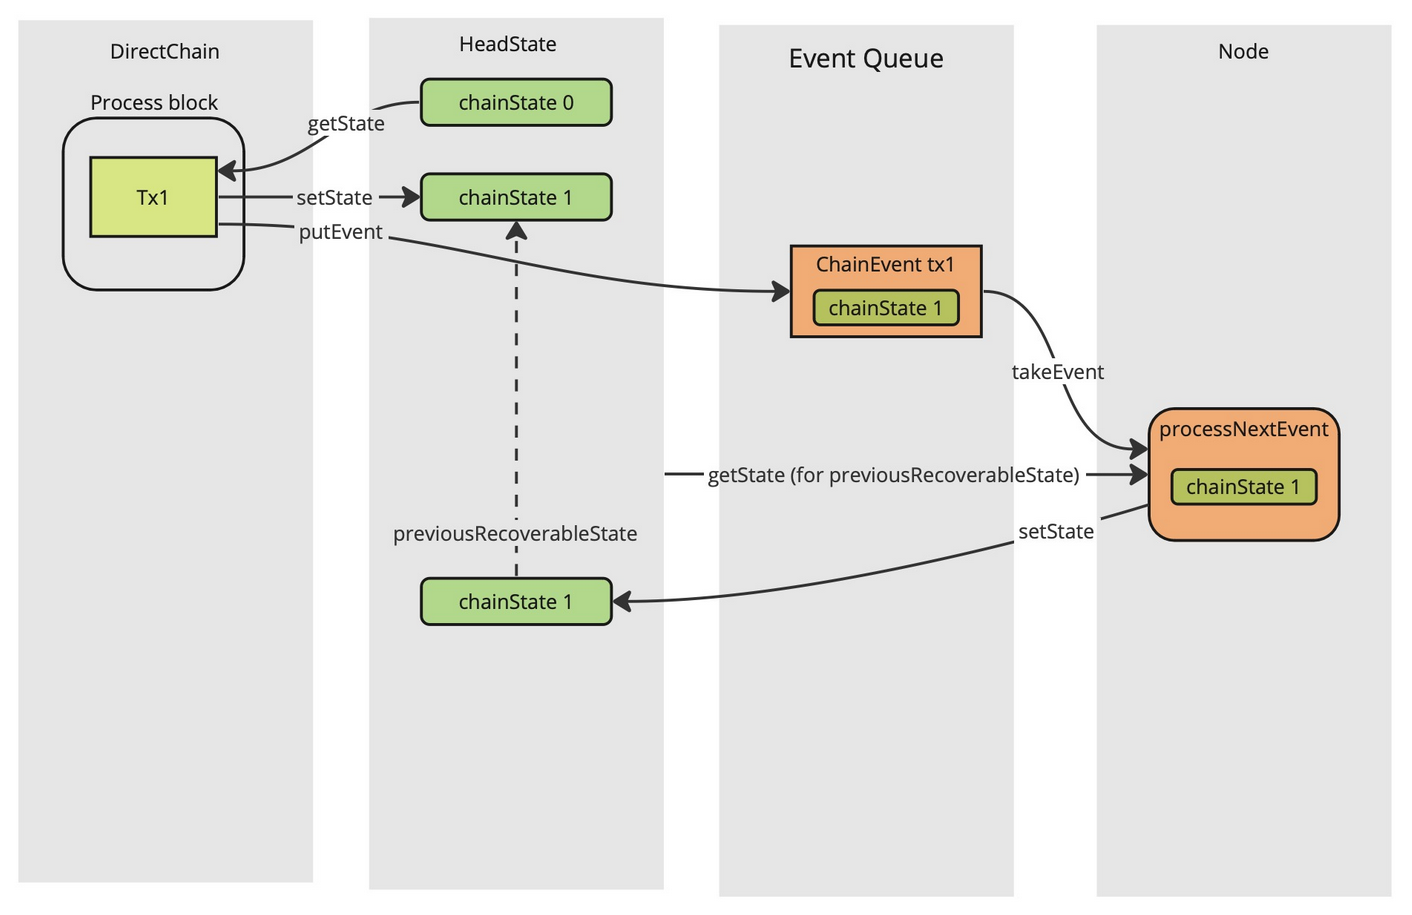 DirectChain
HeadState
Event Queue
Node
Process block
chainState 0
getState
Tx1
setState
chainState 1
putEvent
ChainEvent tx1
chainState 1
takeEvent
processNextEvent
getState (for previousRecoverableState)
chainState 1
setState
previousRecoverableState
chainState 1